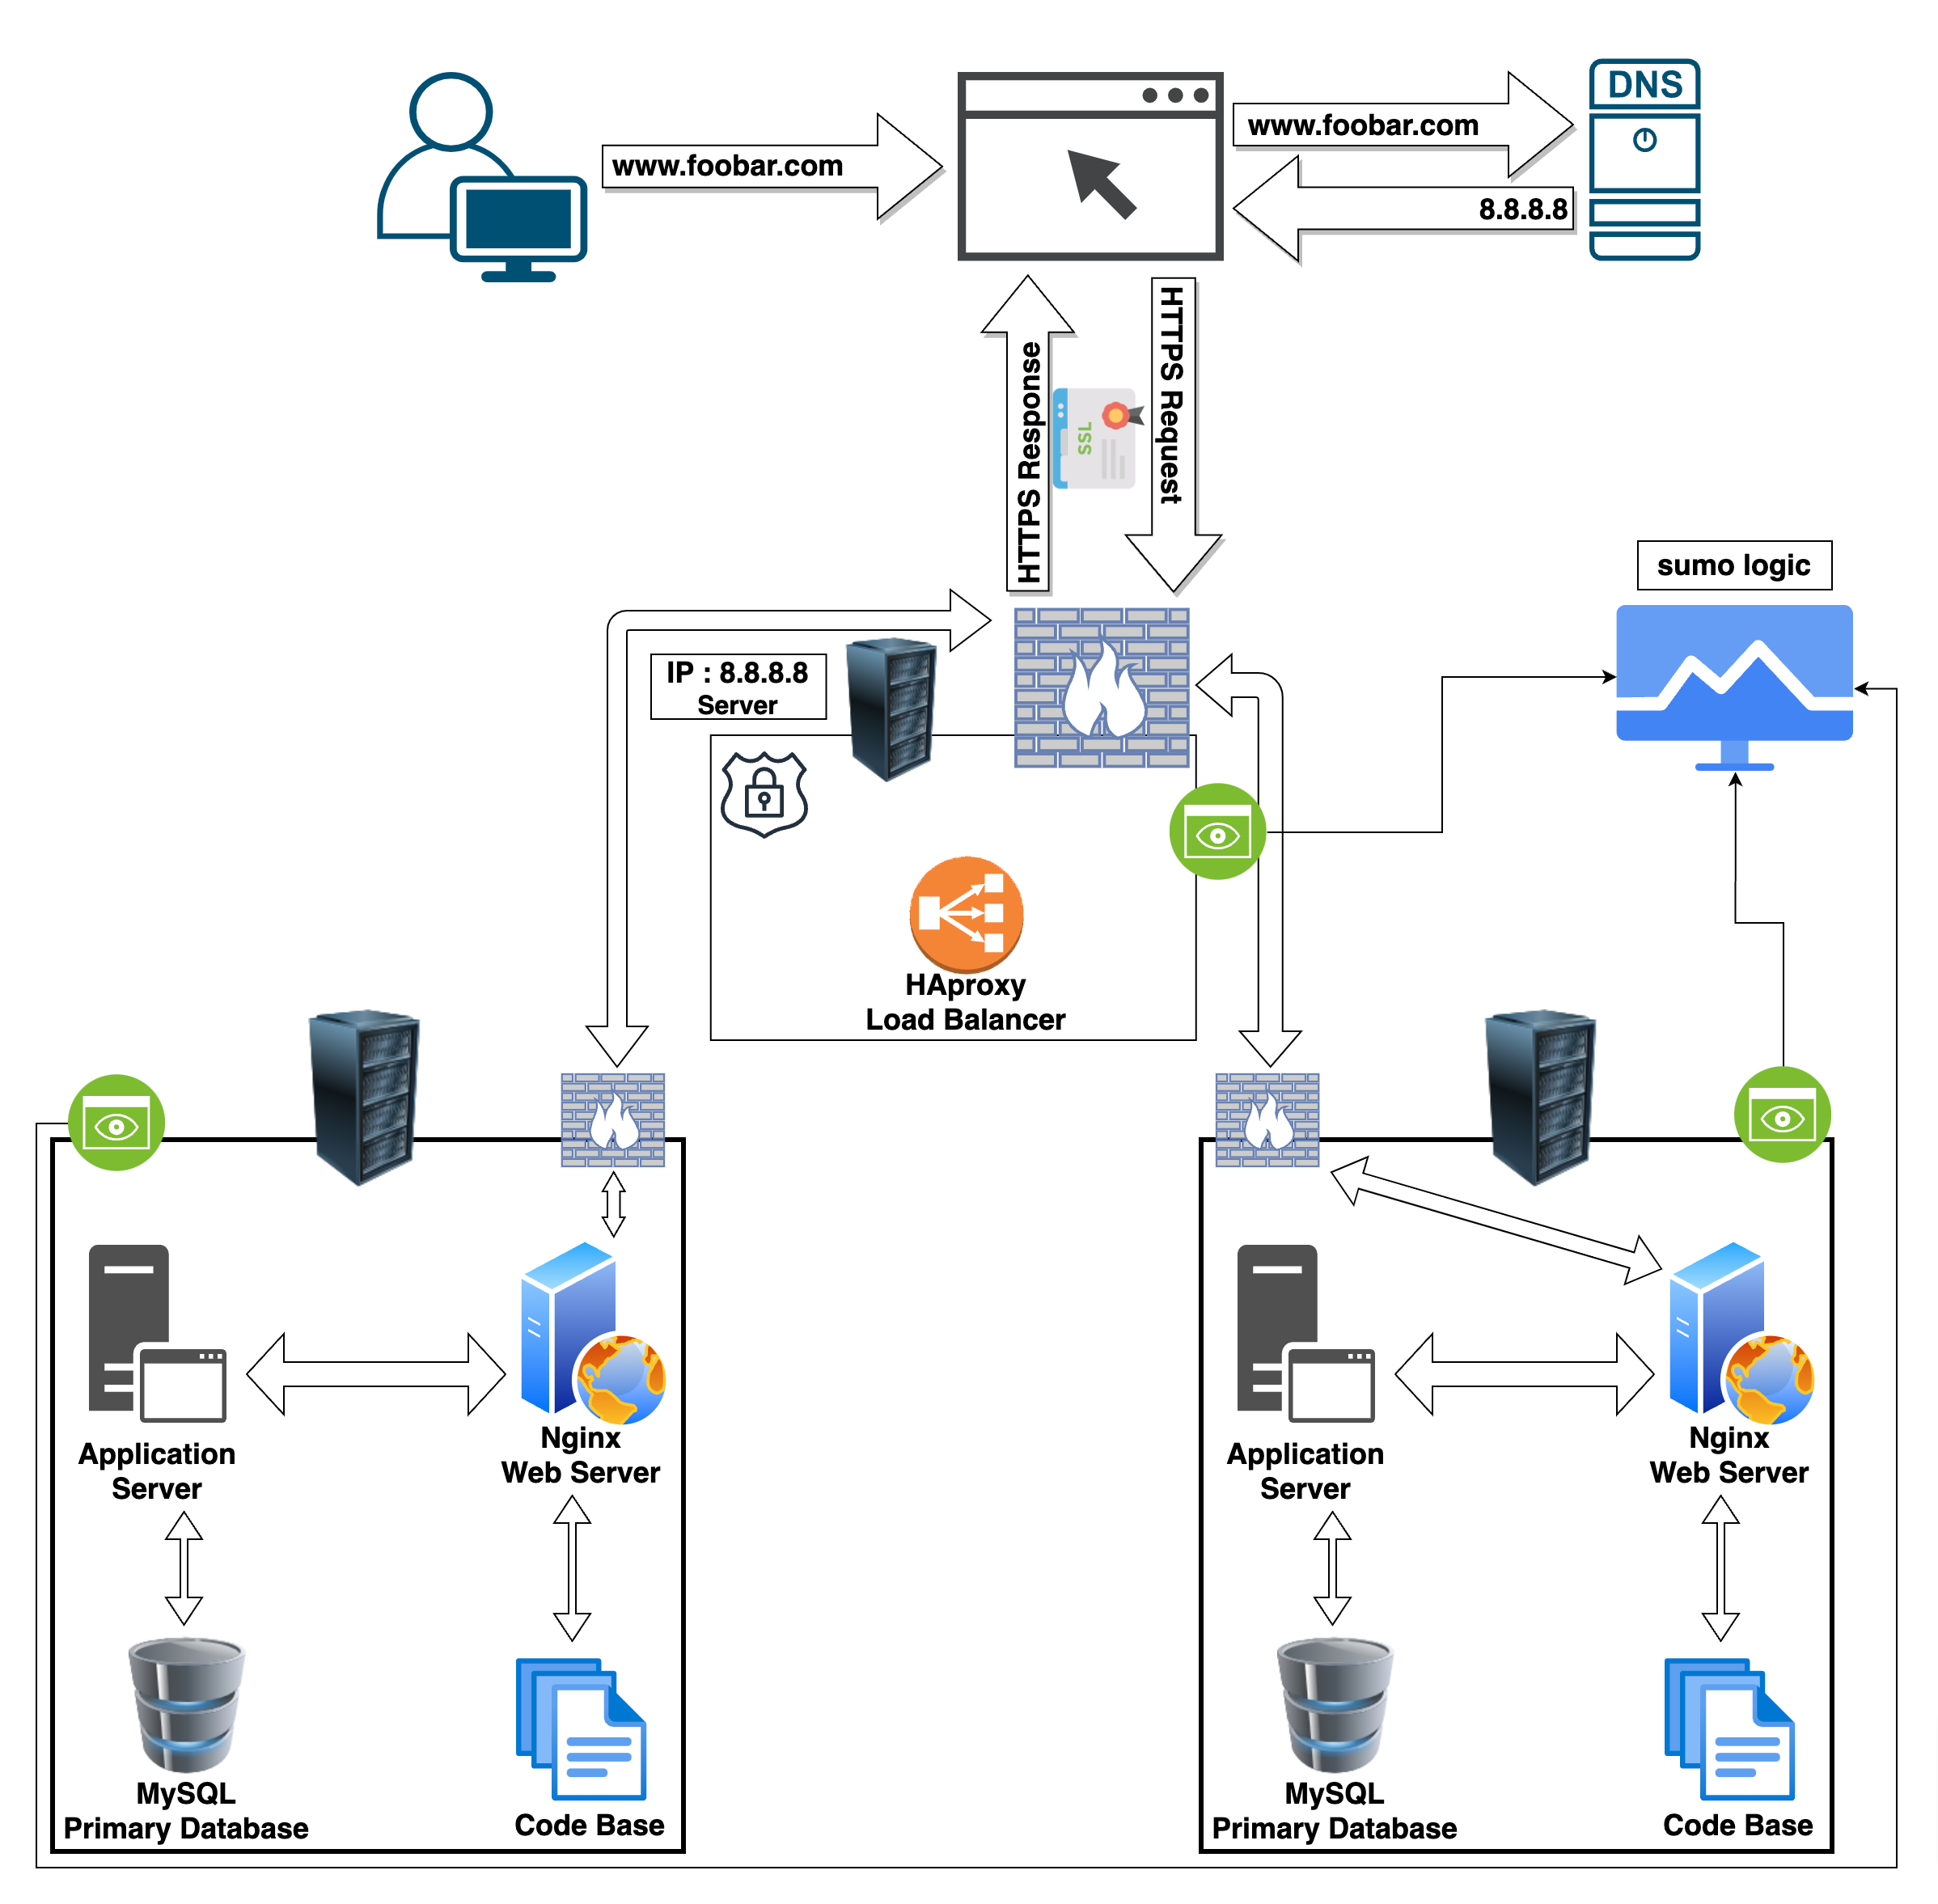 DNS
www.foobar.com
www.foobar.com
8.8.8.8
HTTPS Response
SSL
HTTPS Request
sumo logic
IP : 8.8.8.8
Server
HAproxy
Load Balancer
Application
Server
Nginx
Web Server
MySQL
Primary Database
Code Base
Application
Server
Nginx
Web Server
MySQL
Primary Database
Code Base